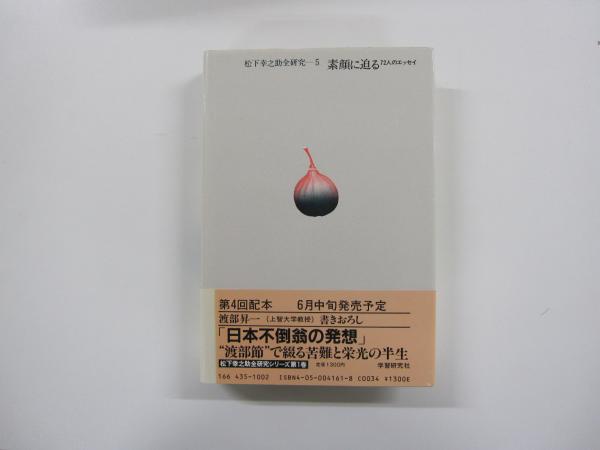 松下幸之助全研究―5 素顔に迫る 72人のエッセイ
第4回配本 6月中旬発売予定
渡部昇一（上智大学教授）書きおろし
「日本不倒翁の発想」
“渡部節”で綴る苦難と栄光の半生
松下幸之助全研究シリーズ第1巻 定価1300円 学習研究社
166 435-1002 ISBN4-05-004161-8 C0034 ¥1300E